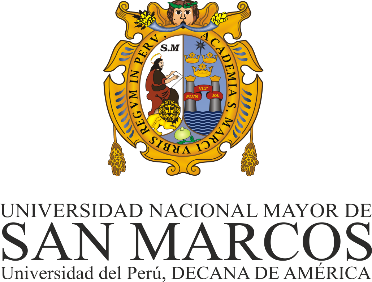 ACADEMIA S. MARCI VRBIS REGVM IN PERV
S.M
UNIVERSIDAD NACIONAL MAYOR DE
SAN MARCOS
Universidad del Perú, DECANA DE AMÉRICA